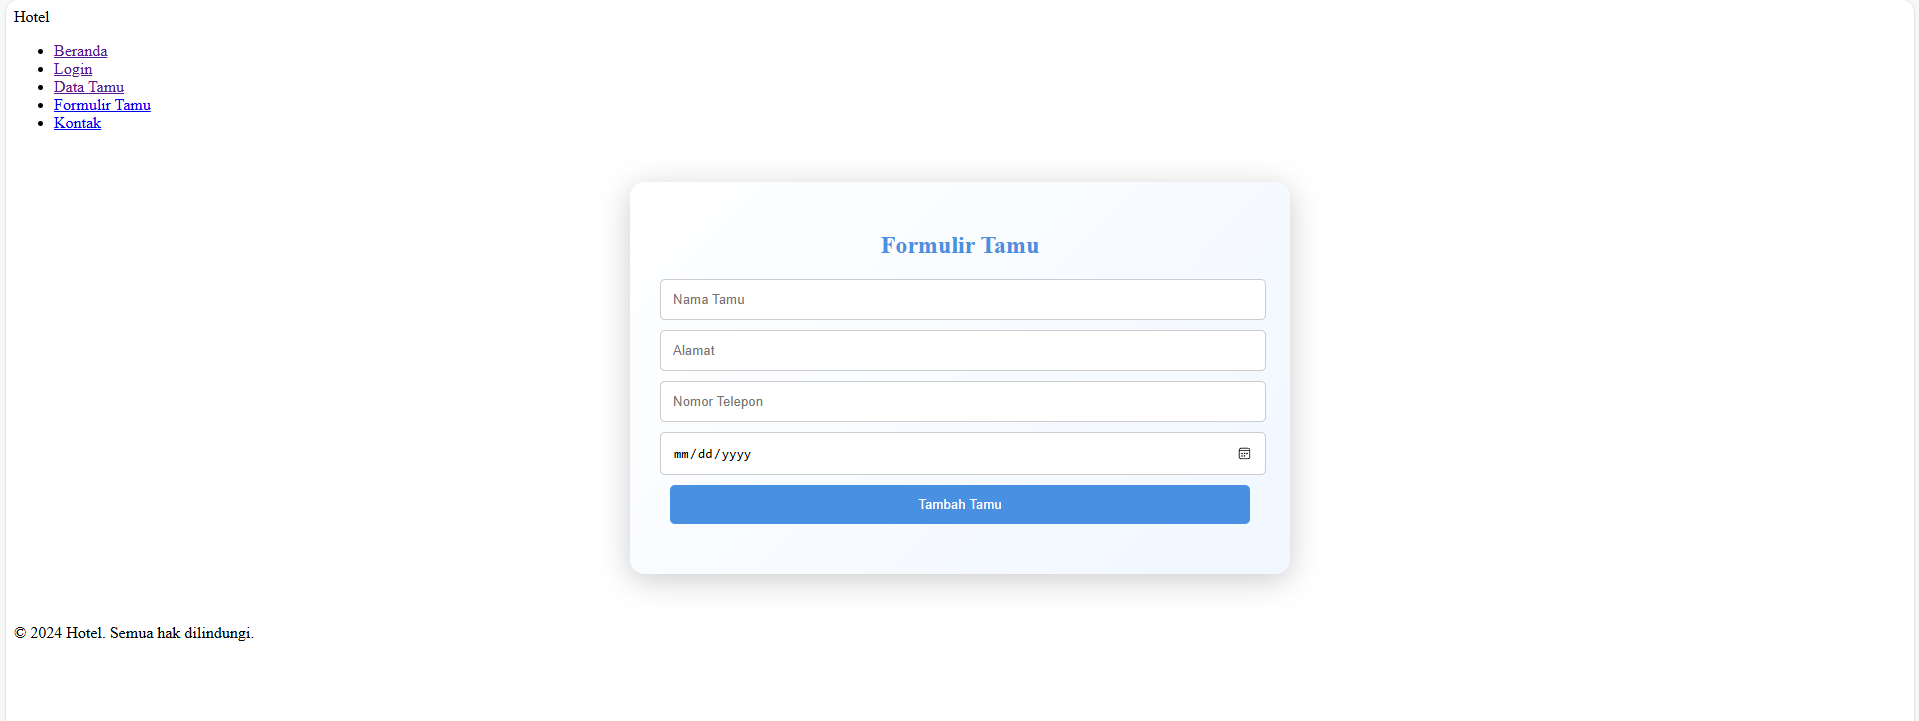 Hotel
Beranda
Login
Data Tamu
Formulir Tamu
Kontak
Formulir Tamu
Nama Tamu
Alamat
Nomor Telepon
mm/dd/yyyy
Tambah Tamu
© 2024 Hotel. Semua hak dilindungi.